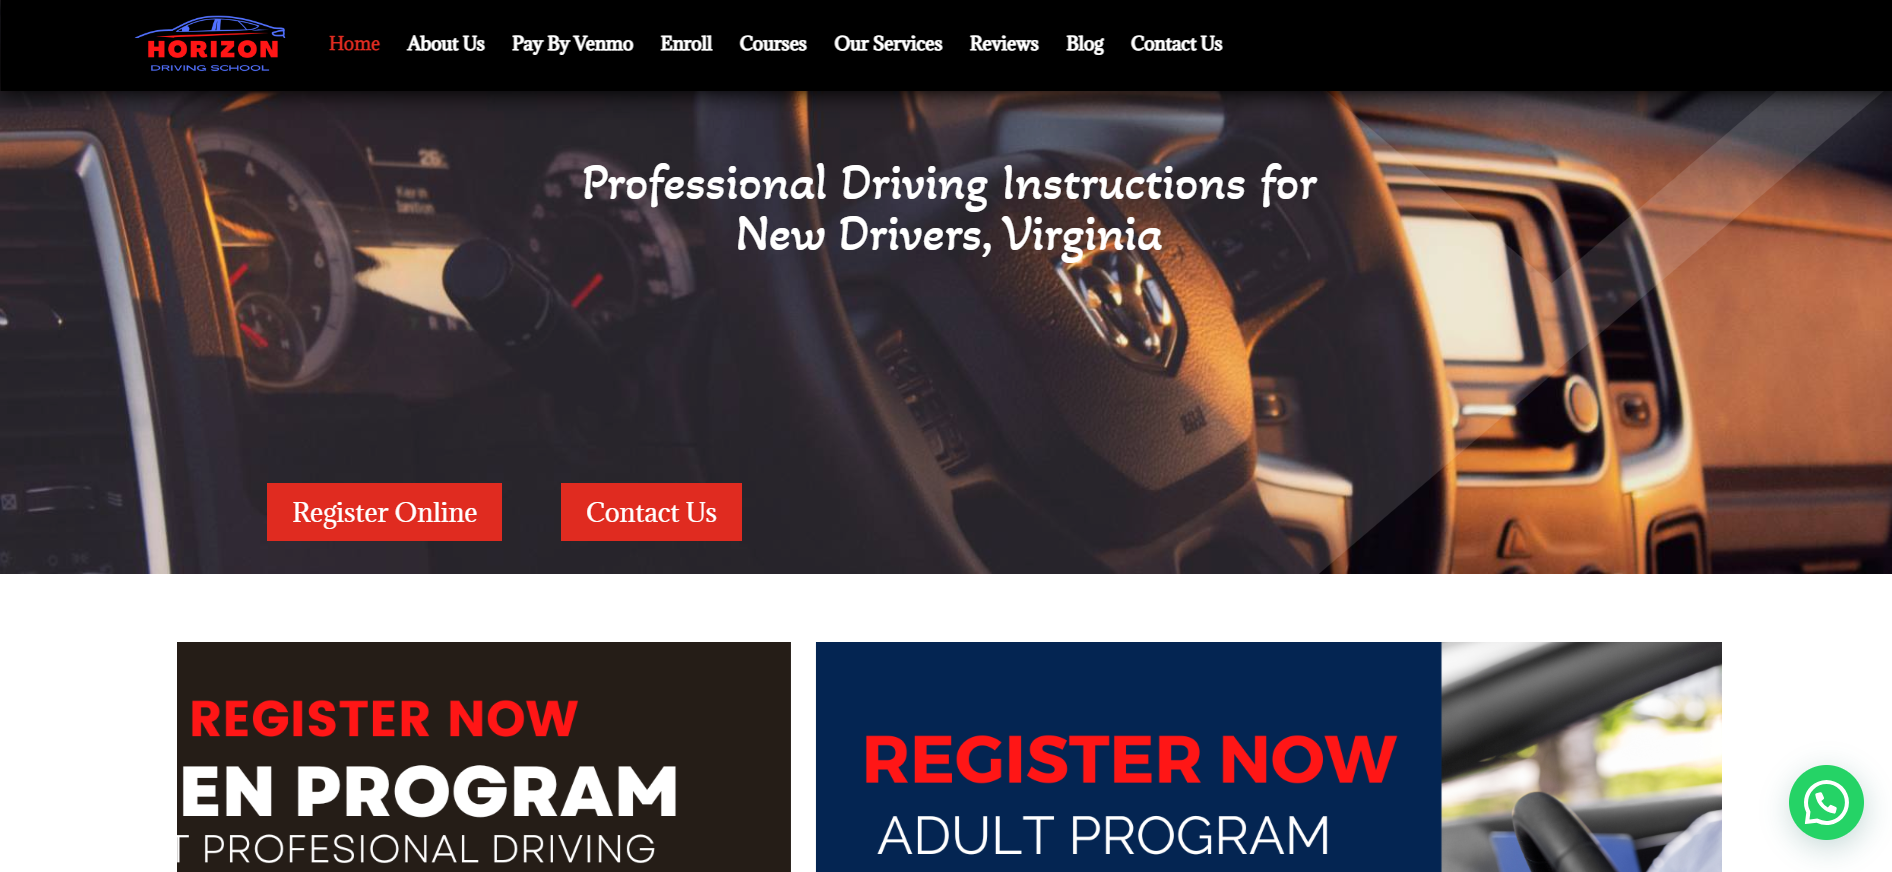 HORIZON
DRIVING SCHOOL
Home About Us Pay By Venmo Enroll Courses Our Services Reviews Blog Contact Us
Professional Driving Instructions for
New Drivers, Virginia
Register Online Contact Us
REGISTER NOW
EN PROGRAM
T PROFESIONAL DRIVING
REGISTER NOW
ADULT PROGRAM